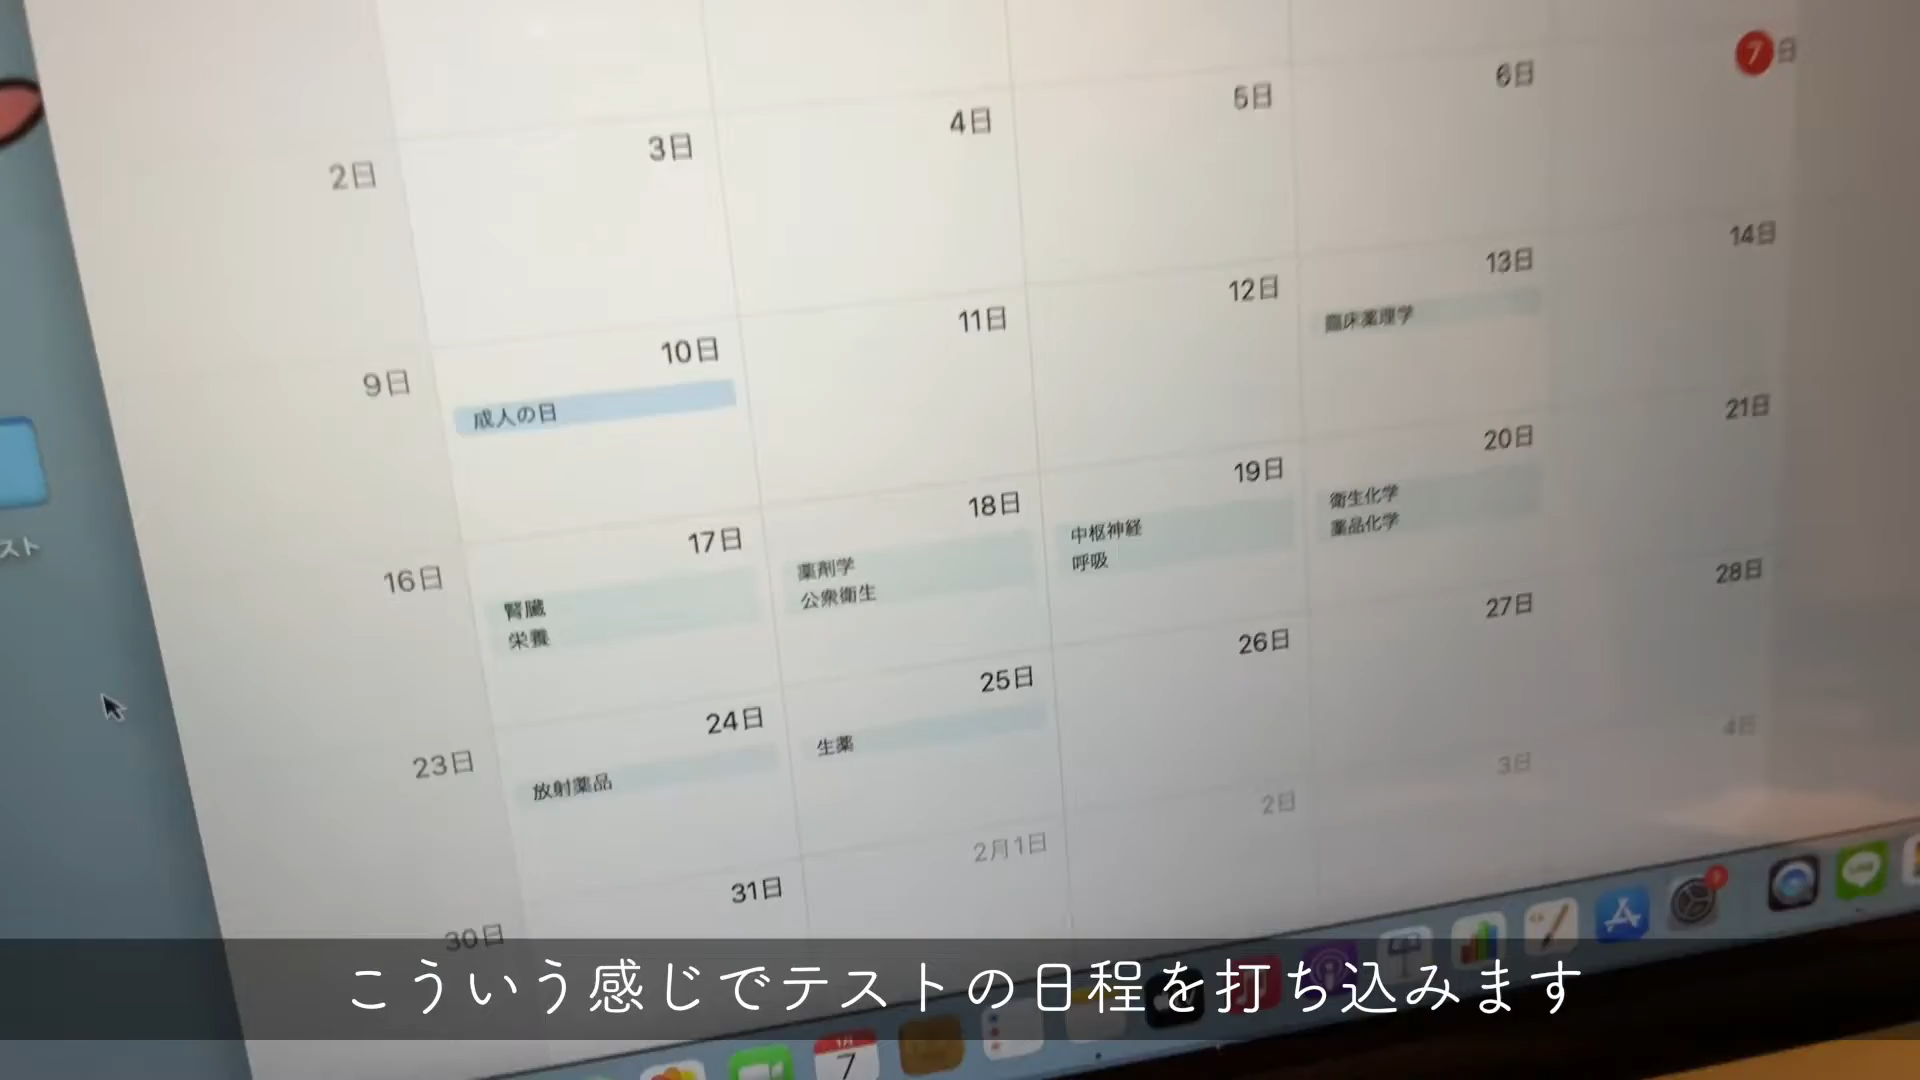 2日
3日
4日
5日
6日
7日
9日
10日
成人の日
11日
12日
13日
臨床薬理学
14日
16日
17日
腎臓
栄養
18日
薬剤学
公衆衛生
19日
中枢神経
呼吸
20日
衛生化学
薬品化学
21日
23日
24日
放射薬品
25日
生薬
26日
27日
28日
30日
31日
2月1日
2日
3日
4日
スト
こういう感じでテストの日程を打ち込みます
1月
7